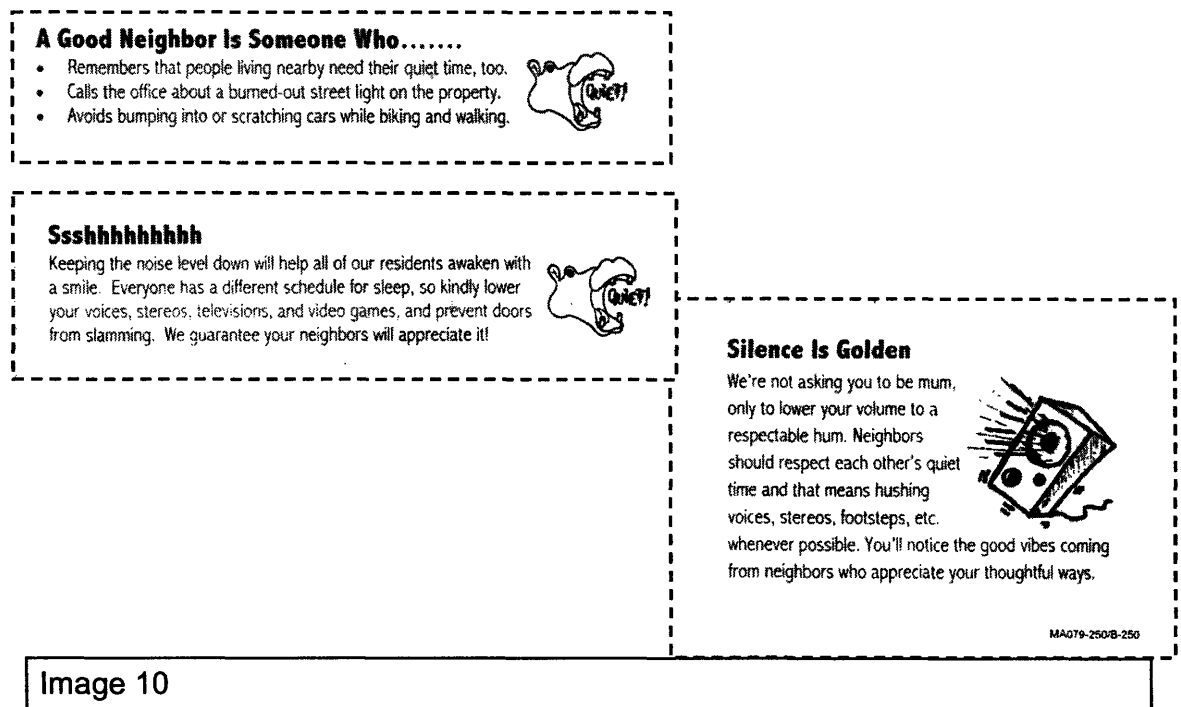 A Good Neighbor Is Someone Who.......
• Remembers that people living nearby need their quiet time, too.
• Calls the office about a burned-out street light on the property.
• Avoids bumping into or scratching cars while biking and walking.
QUIET!
Ssshhhhhhhhh
Keeping the noise level down will help all of our residents awaken with
a smile. Everyone has a different schedule for sleep, so kindly lower
your voices, stereos, televisions, and video games, and prevent doors
from slamming. We guarantee your neighbors will appreciate it!
QUIET!
Silence Is Golden
We're not asking you to be mum,
only to lower your volume to a
respectable hum. Neighbors
should respect each other's quiet
time and that means hushing
voices, stereos, footsteps, etc.
whenever possible. You'll notice the good vibes coming
from neighbors who appreciate your thoughtful ways.
MA079-250/B-250
Image 10